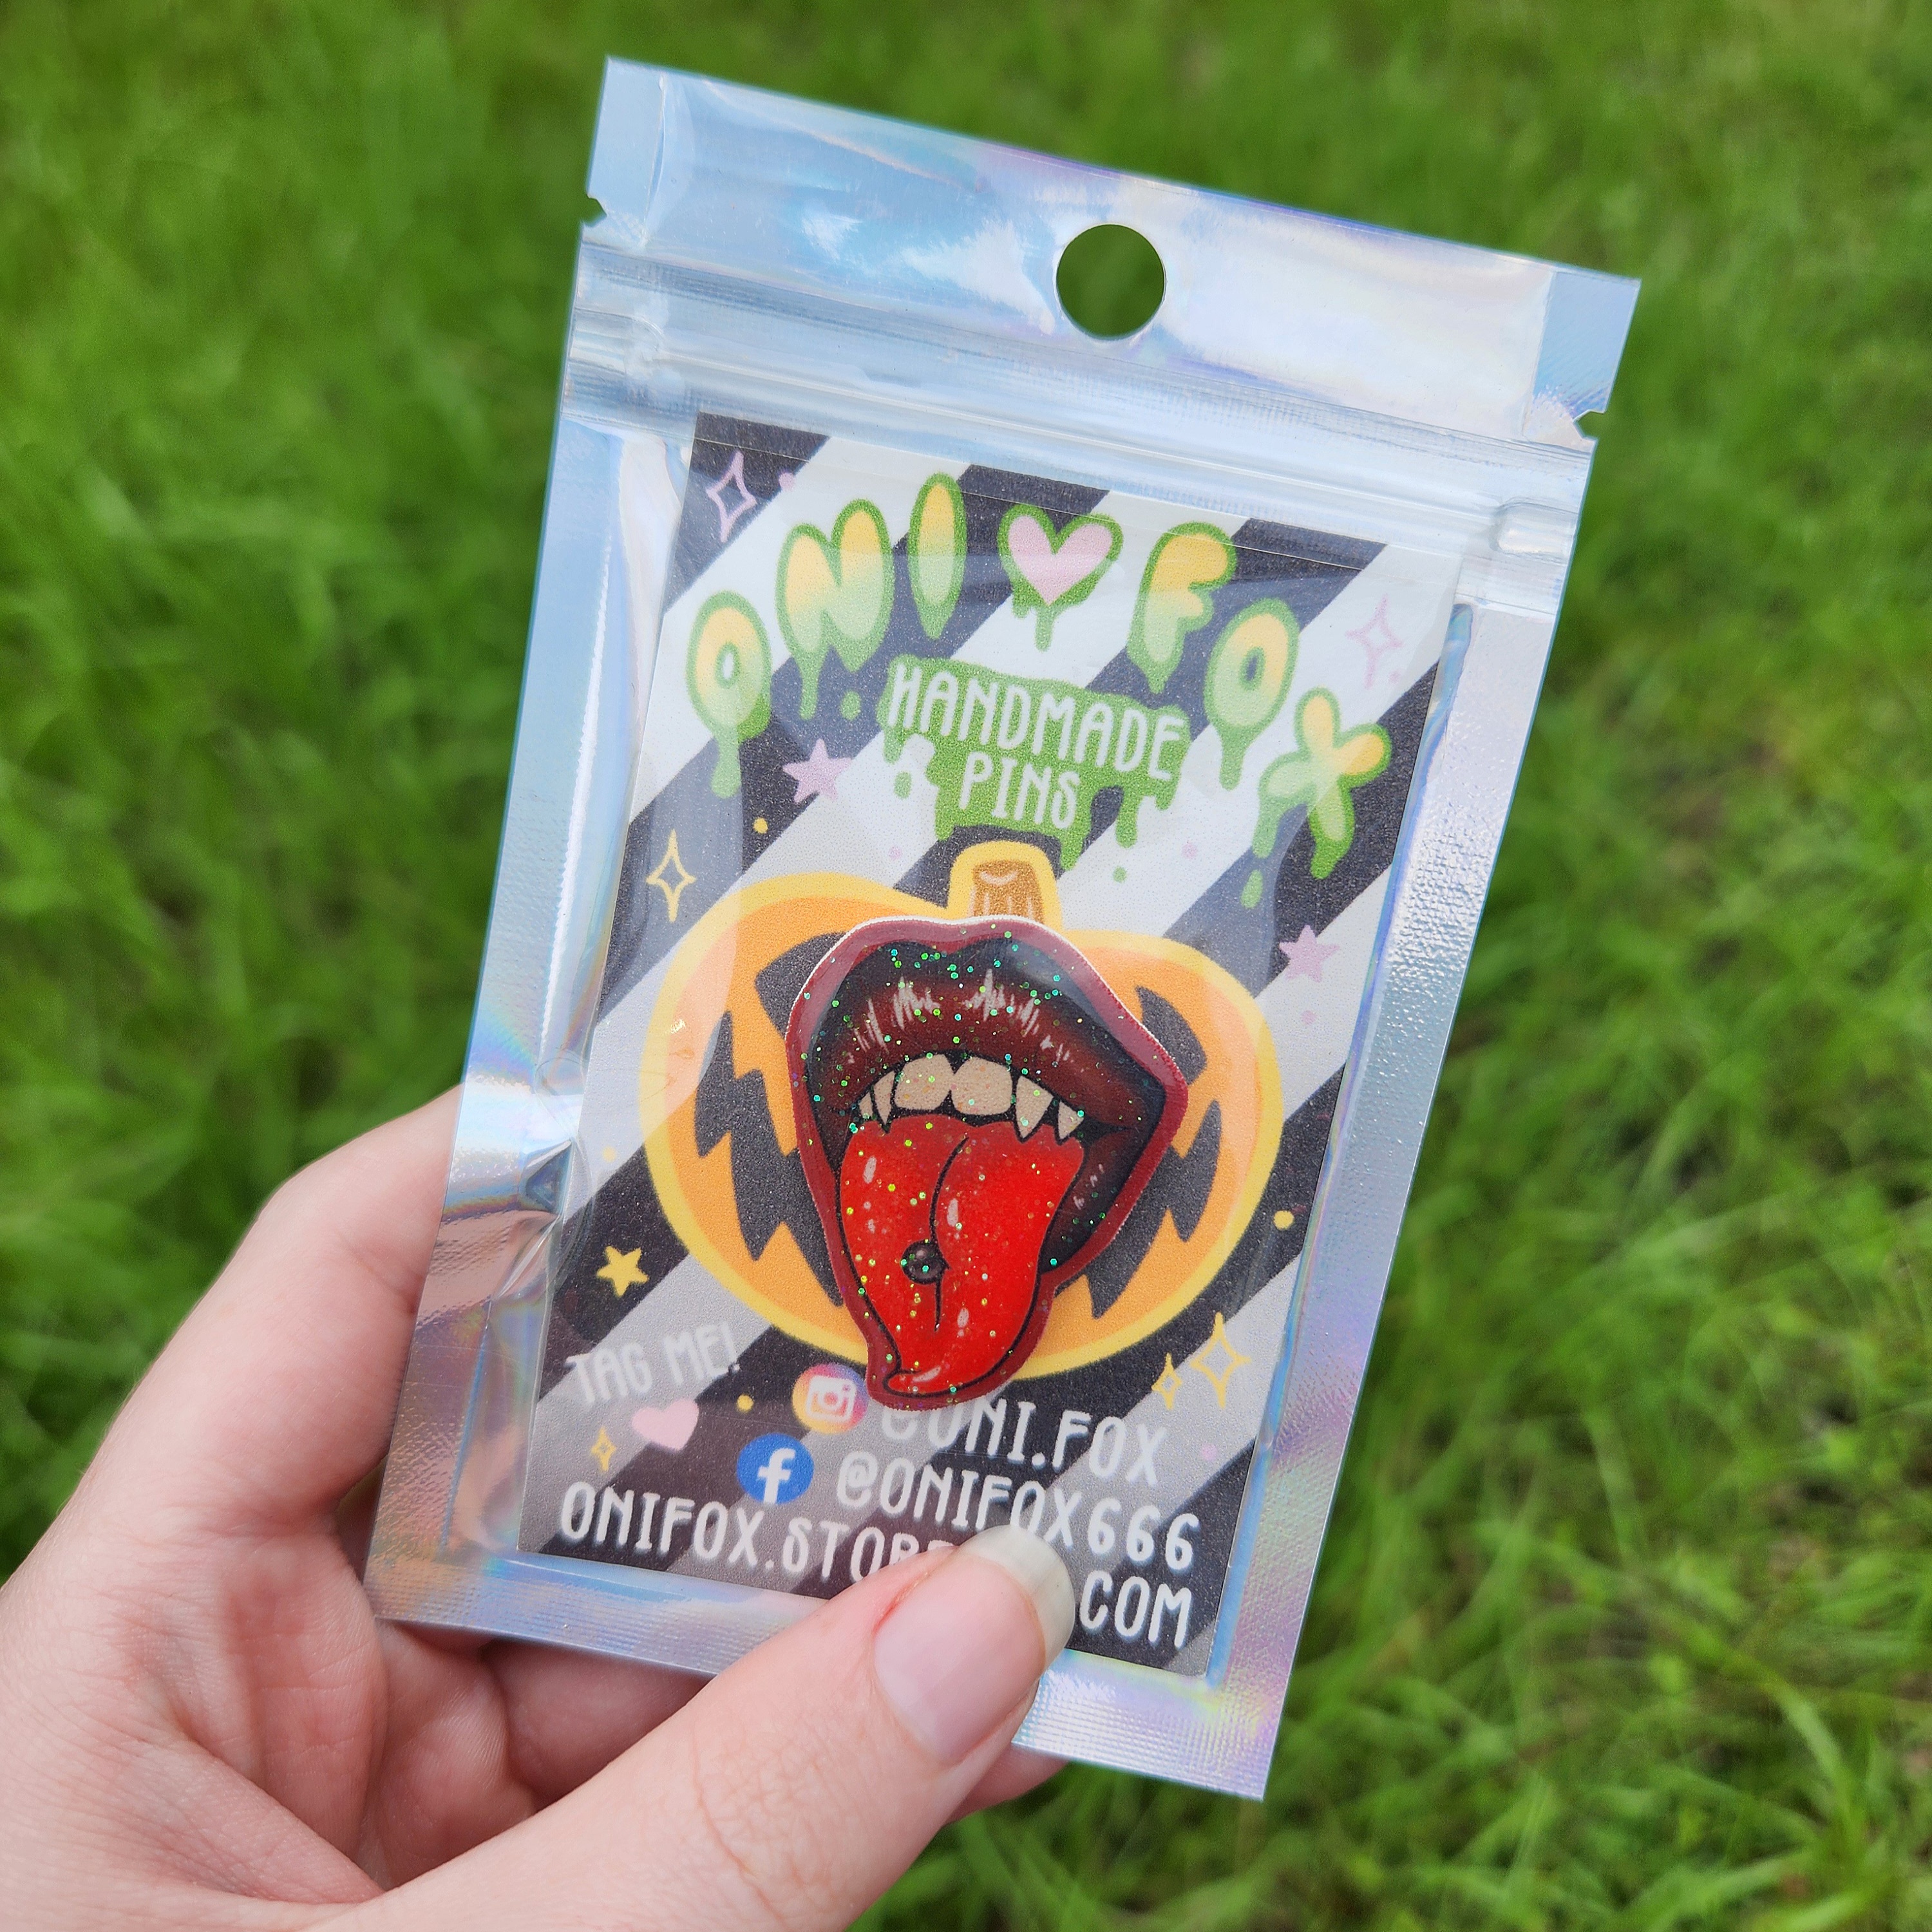 ONI FOX
HANDMADE
PINS
TAG ME!
@ONI.FOX
@ONIFOX666
ONIFOX.STOR COM